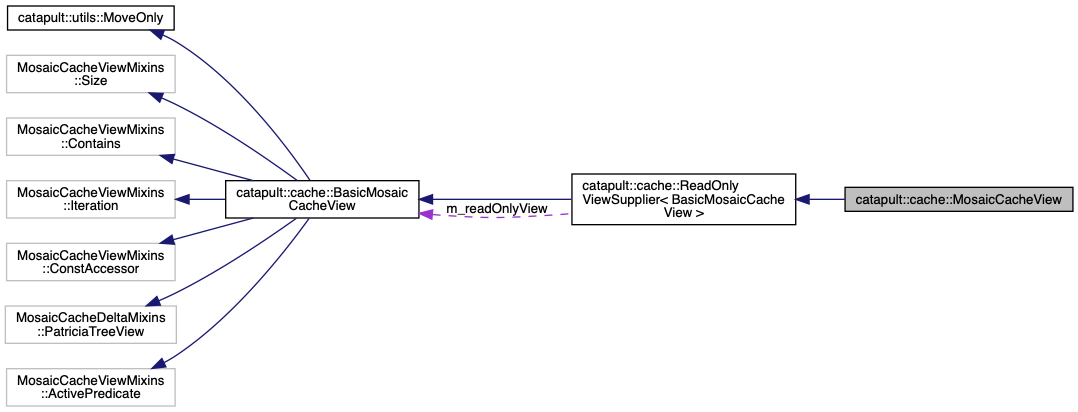 catapult::utils::MoveOnly
MosaicCacheViewMixins
::Size
MosaicCacheViewMixins
::Contains
MosaicCacheViewMixins
::Iteration
MosaicCacheViewMixins
::ConstAccessor
MosaicCacheDeltaMixins
::PatriciaTreeView
MosaicCacheViewMixins
::ActivePredicate
catapult::cache::BasicMosaic
CacheView
m_readOnlyView
catapult::cache::ReadOnly
ViewSupplier< BasicMosaicCache
View >
catapult::cache::MosaicCacheView